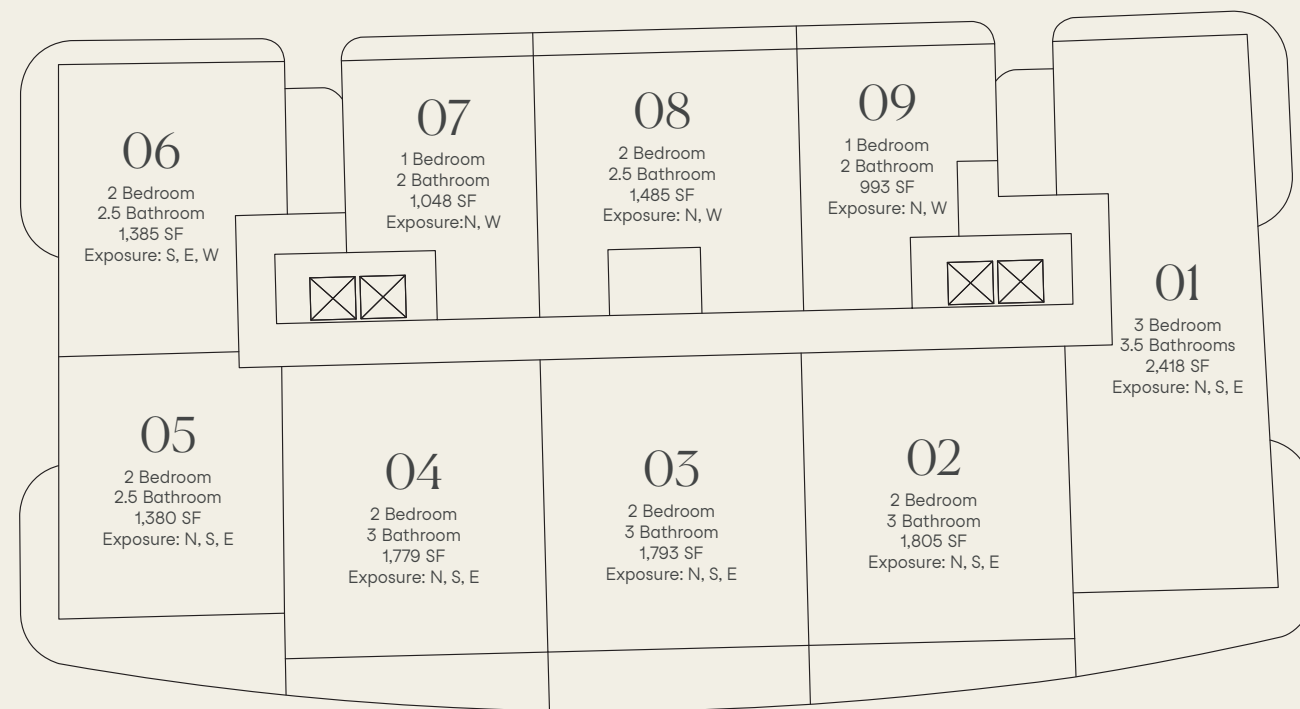 06
2 Bedroom
2.5 Bathroom
1,385 SF
Exposure: S, E, W
07
1 Bedroom
2 Bathroom
1,048 SF
Exposure:N, W
08
2 Bedroom
2.5 Bathroom
1,485 SF
Exposure: N, W
09
1 Bedroom
2 Bathroom
993 SF
Exposure: N, W
01
3 Bedroom
3.5 Bathrooms
2,418 SF
Exposure: N, S, E
05
2 Bedroom
2.5 Bathroom
1,380 SF
Exposure: N, S, E
04
2 Bedroom
3 Bathroom
1,779 SF
Exposure: N, S, E
03
2 Bedroom
3 Bathroom
1,793 SF
Exposure: N, S, E
02
2 Bedroom
3 Bathroom
1,805 SF
Exposure: N, S, E